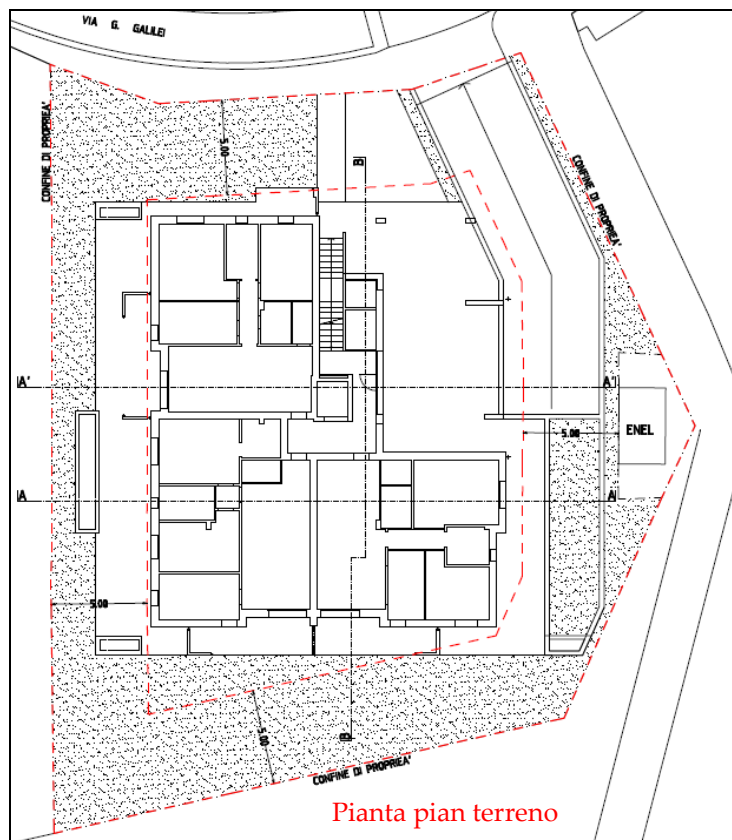 VIA G. GALILEI
CONFINE DI PROPRIEA'
5.00
B
CONFINE DI PROPRIEA'
A'
A'
5.00
ENEL
A
A
5.00
5.00
B
CONFINE DI PROPRIEA'
Pianta pian terreno